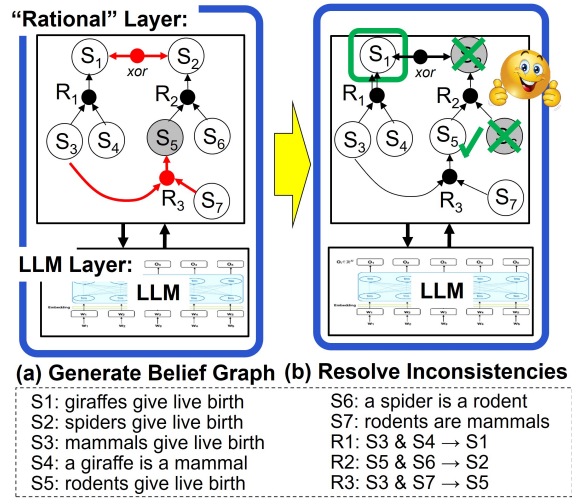 “Rational” Layer:
S1 xor S2
R1 R2
S3 S4 S5 S6
R3 S7
LLM Layer:
LLM
S1 xor
R1 R2
S3 S4 S5
R3 S7
LLM
(a) Generate Belief Graph (b) Resolve Inconsistencies
S1: giraffes give live birth
S2: spiders give live birth
S3: mammals give live birth
S4: a giraffe is a mammal
S5: rodents give live birth
S6: a spider is a rodent
S7: rodents are mammals
R1: S3 & S4 → S1
R2: S5 & S6 → S2
R3: S3 & S7 → S5